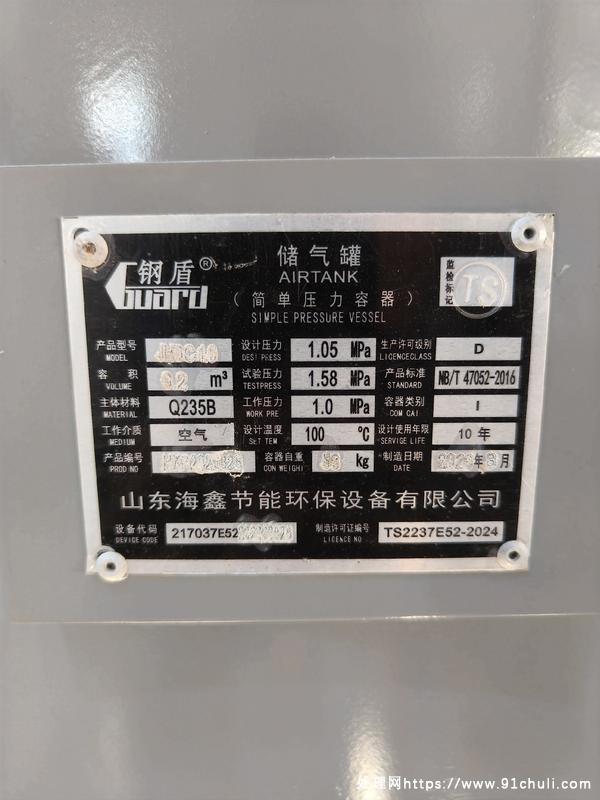 钢盾®
Guard
储气罐
AIRTANK
(简单压力容器)
SIMPLE PRESSURE VESSEL
监检标记
TS
产品型号
MODEL
设计压力
DESI PRESS
1.05 MPa
生产许可级别
LICENCECLASS
D
容积
VOLUME
m³
试验压力
TESTPRESS
1.58 MPa
产品标准
STANDARD
NB/T 47052-2016
主体材料
MATERIAL
Q235B
工作压力
WORK PRE
1.0 MPa
容器类别
COM CAI
I
工作介质
MEDIUM
空气
设计温度
SET TEM
100 ℃
设计使用年限
SERVICE LIFE
10 年
产品编号
PROD NO
容器自重
CON WEIGHT
kg
制造日期
DATE
年 月
山东海鑫节能环保设备有限公司
设备代码
DEVICE CODE
217037E52
制造许可证编号
LICENCE NO
TS2237E52-2024
处理网https://www.91chuli.com